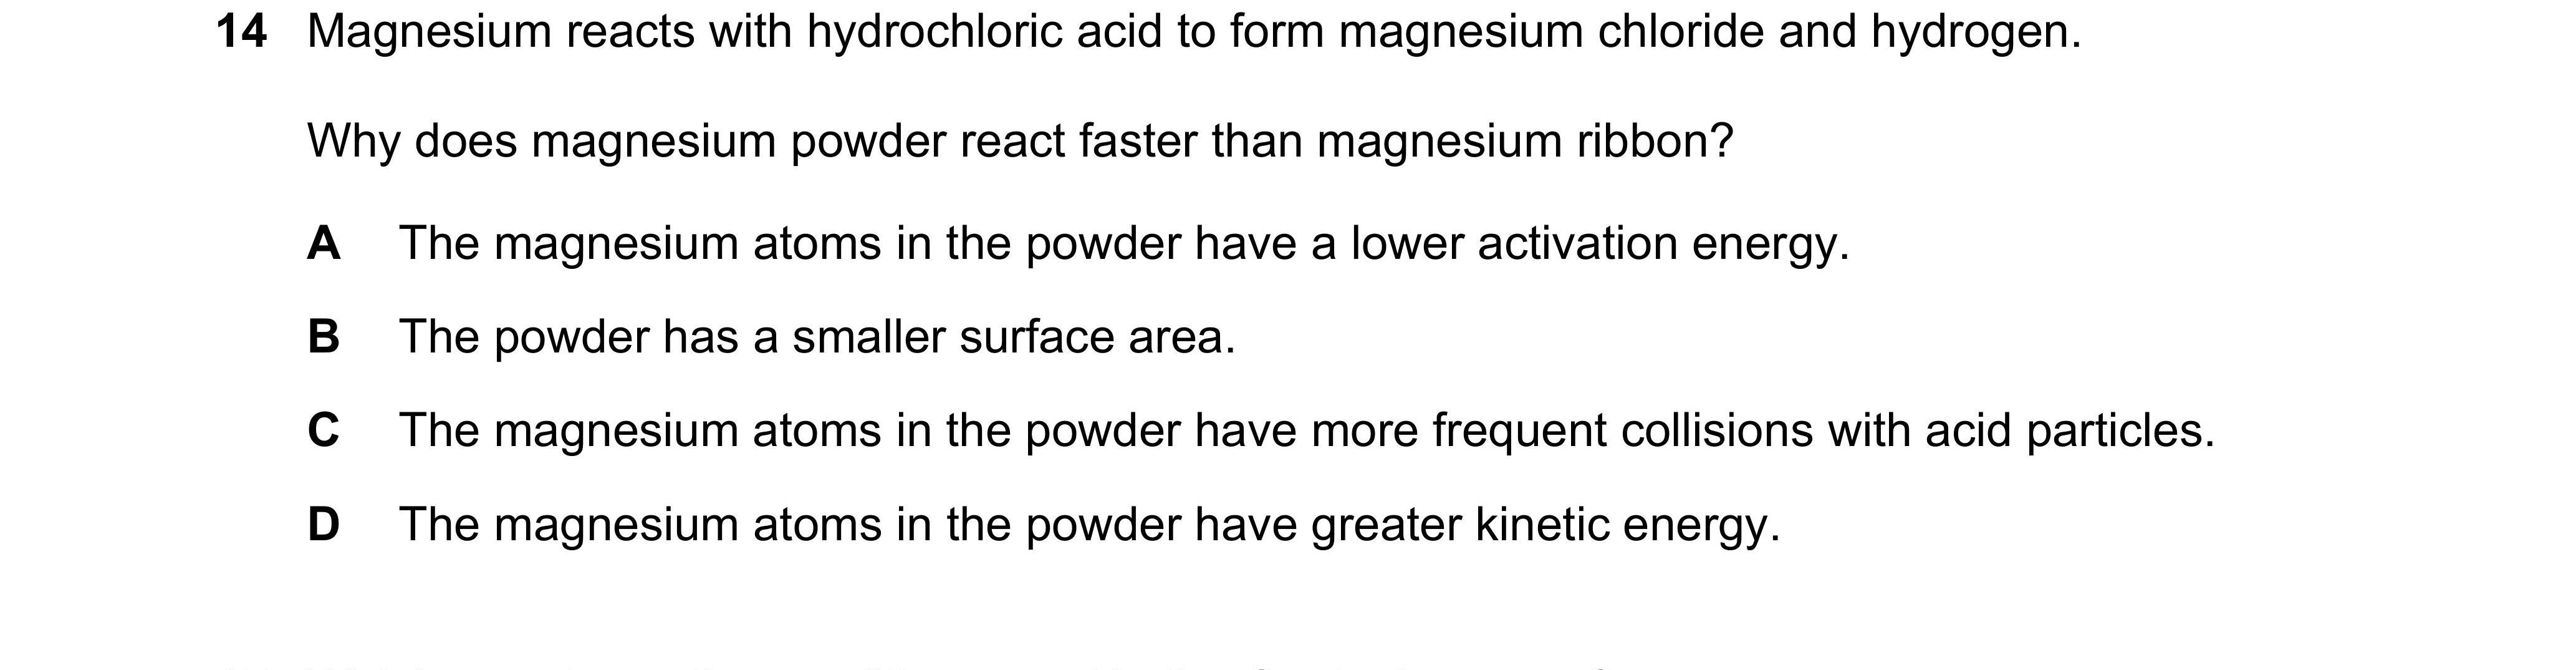 14 Magnesium reacts with hydrochloric acid to form magnesium chloride and hydrogen.
Why does magnesium powder react faster than magnesium ribbon?
A The magnesium atoms in the powder have a lower activation energy.
B The powder has a smaller surface area.
C The magnesium atoms in the powder have more frequent collisions with acid particles.
D The magnesium atoms in the powder have greater kinetic energy.